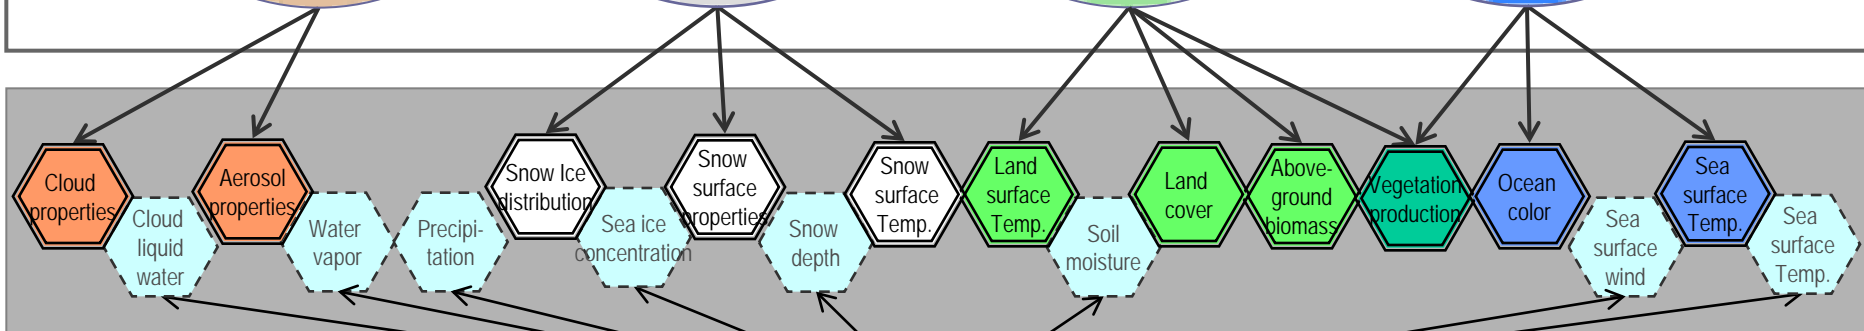 Cloud
properties
Cloud
liquid
water
Aerosol
properties
Water
vapor
Precipi-
tation
Snow Ice
distribution
Sea ice
concentration
Snow
surface
properties
Snow
depth
Snow
surface
Temp.
Land
surface
Temp.
Soil
moisture
Land
cover
Above-
ground
biomass
Vegetation
production
Ocean
color
Sea
surface
wind
Sea
surface
Temp.
Sea
surface
Temp.